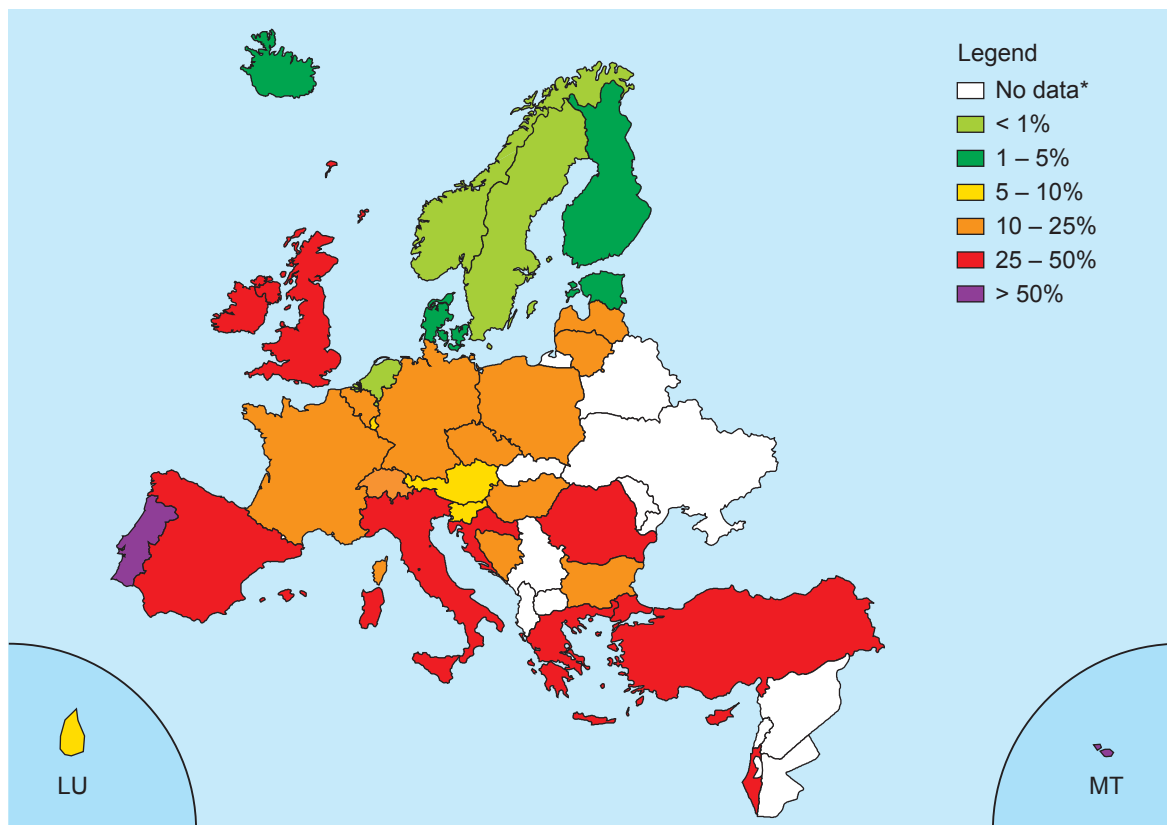 Legend
No data*
< 1%
1 – 5%
5 – 10%
10 – 25%
25 – 50%
> 50%
LU
MT